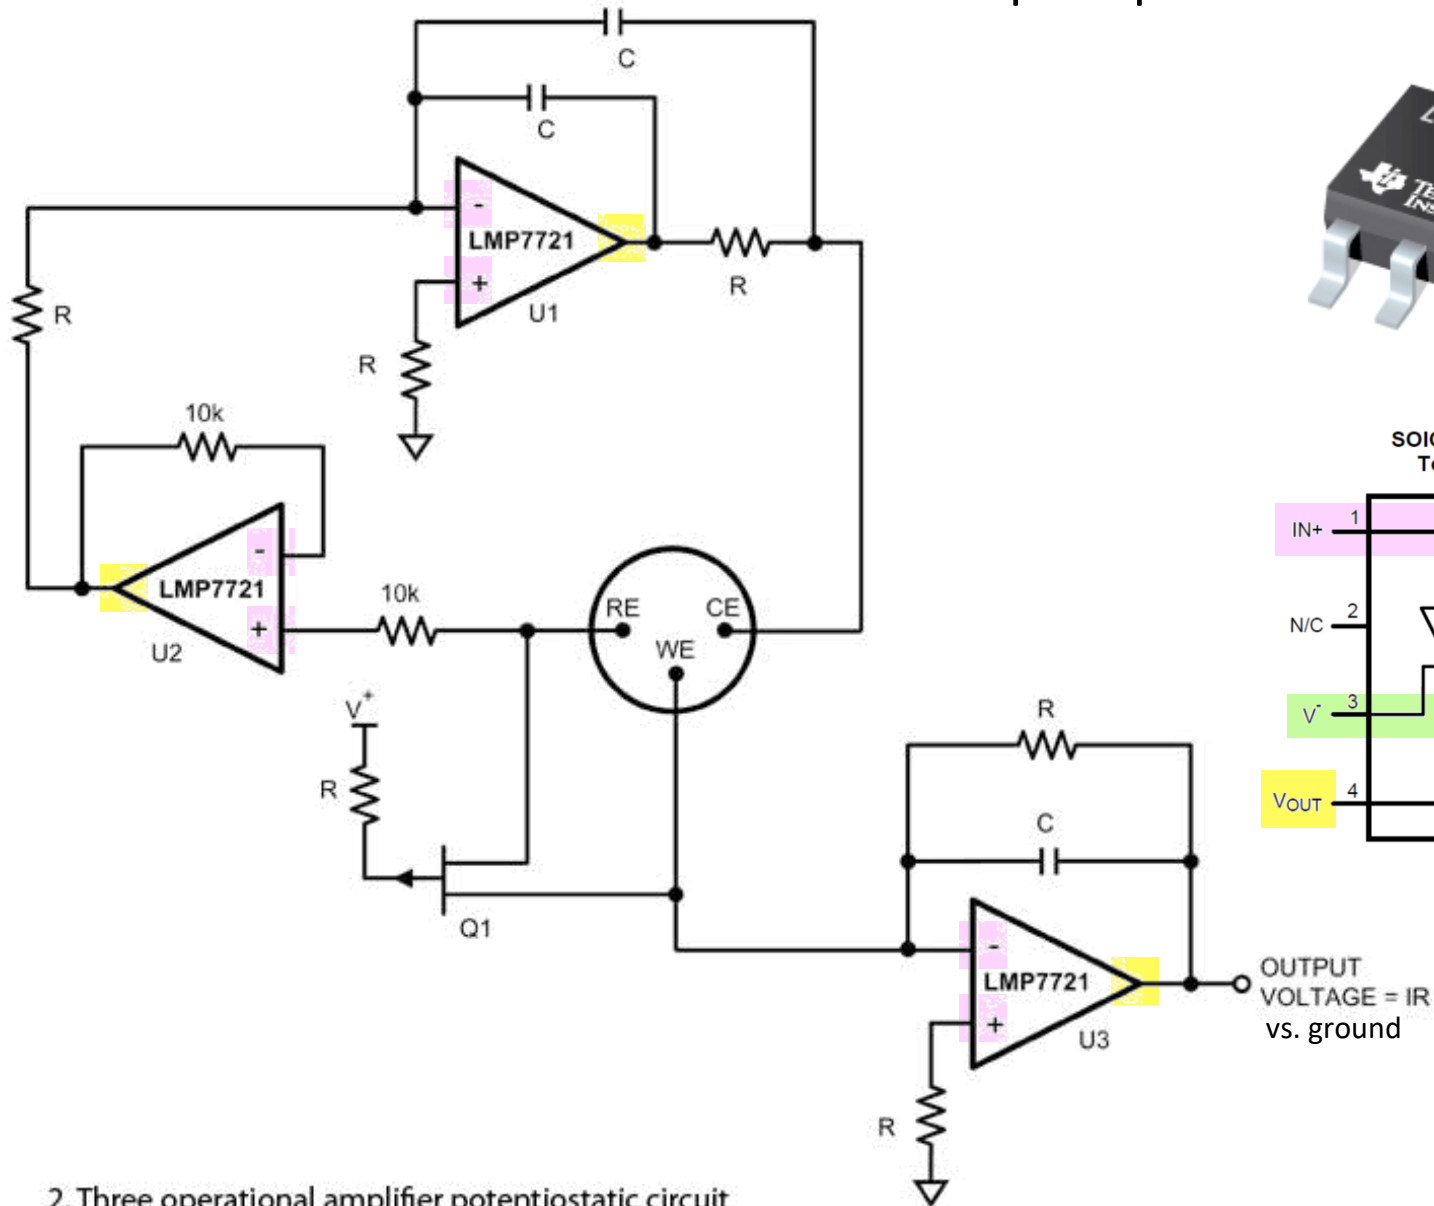 C
C
-
LMP7721
+
U1
R
R
R
10k
-
LMP7721
+
U2
10k
RE
CE
WE
V+
R
Q1
R
C
-
LMP7721
+
U3
R
OUTPUT
VOLTAGE = IR
vs. ground
IN+
1
N/C
2
V-
3
VOUT
4
2. Three operational amplifier potentiostatic circuit